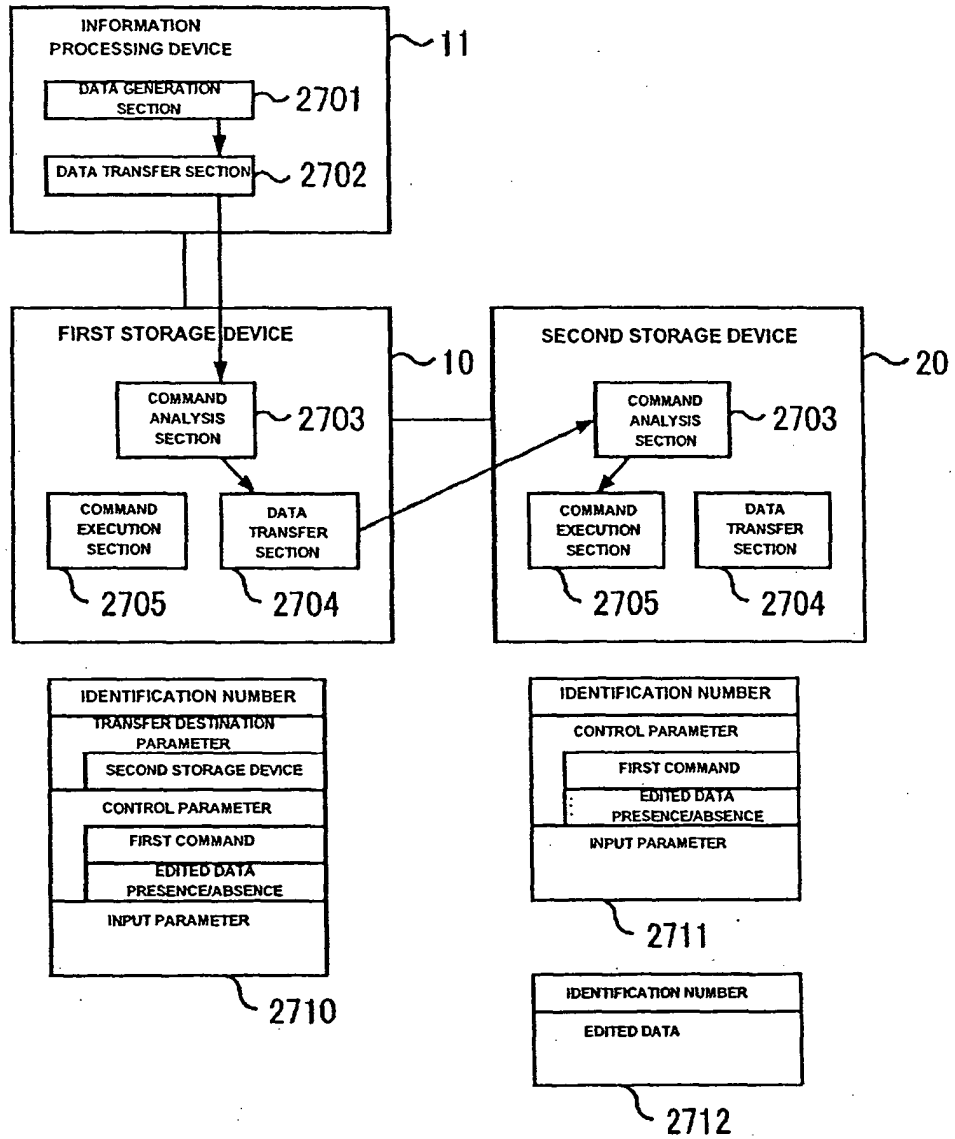 INFORMATION
PROCESSING DEVICE
11
DATA GENERATION
SECTION
2701
DATA TRANSFER SECTION
2702
FIRST STORAGE DEVICE
10
COMMAND
ANALYSIS
SECTION
2703
COMMAND
EXECUTION
SECTION
2705
DATA
TRANSFER
SECTION
2704
SECOND STORAGE DEVICE
20
COMMAND
ANALYSIS
SECTION
2703
COMMAND
EXECUTION
SECTION
2705
DATA
TRANSFER
SECTION
2704
IDENTIFICATION NUMBER
TRANSFER DESTINATION
PARAMETER
SECOND STORAGE DEVICE
CONTROL PARAMETER
FIRST COMMAND
EDITED DATA
PRESENCE/ABSENCE
INPUT PARAMETER
2710
IDENTIFICATION NUMBER
CONTROL PARAMETER
FIRST COMMAND
EDITED DATA
PRESENCE/ABSENCE
INPUT PARAMETER
2711
IDENTIFICATION NUMBER
EDITED DATA
2712